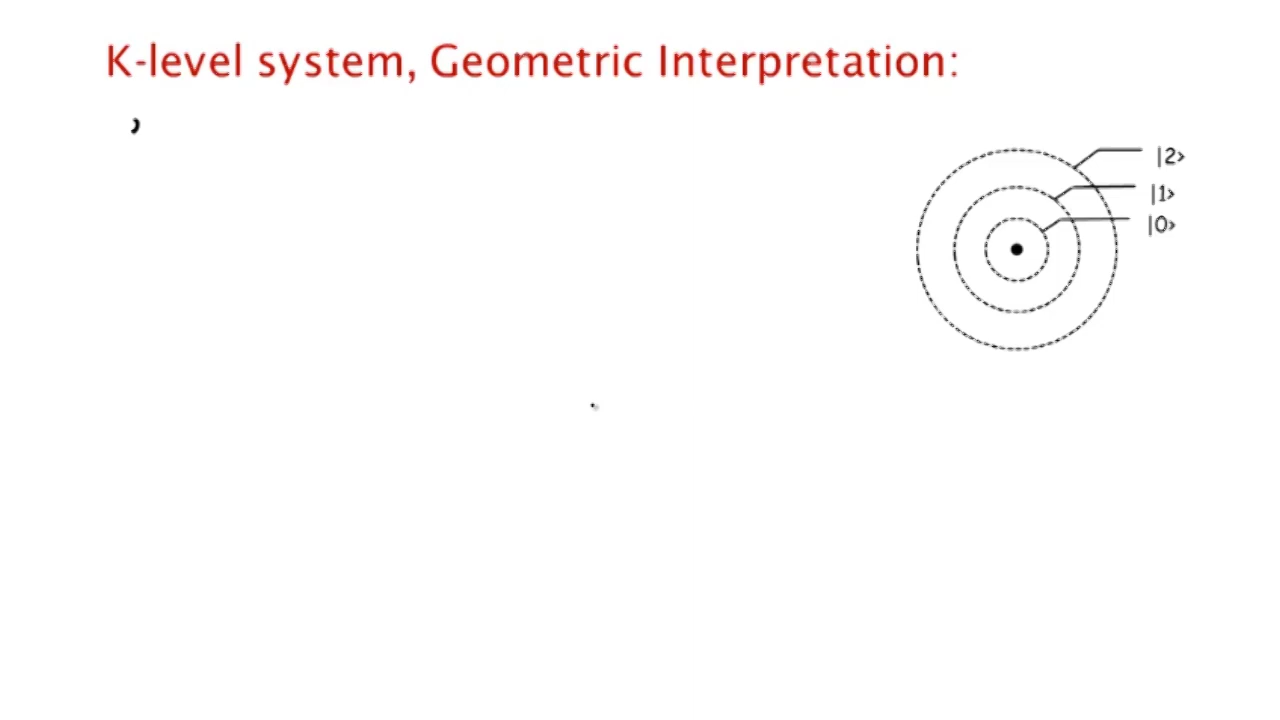 K-level system, Geometric Interpretation:
|2›
|1›
|0›